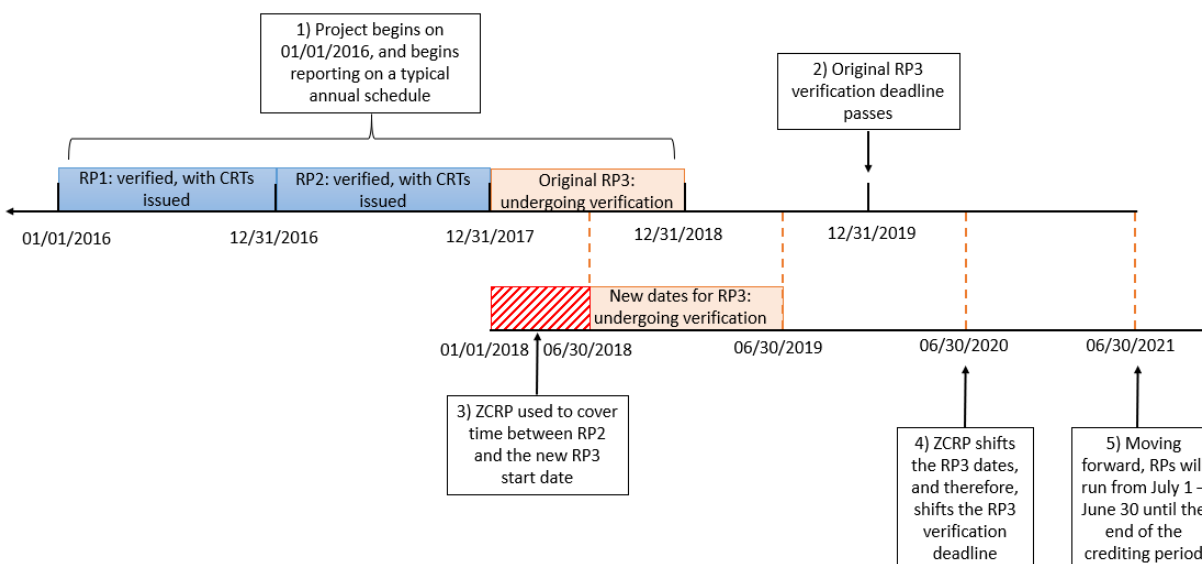 1) Project begins on
01/01/2016, and begins
reporting on a typical
annual schedule
2) Original RP3
verification deadline
passes
RP1: verified, with CRTs
issued
RP2: verified, with CRTs
issued
Original RP3:
undergoing verification
01/01/2016
12/31/2016
12/31/2017
12/31/2018
12/31/2019
New dates for RP3:
undergoing verification
01/01/2018
06/30/2018
06/30/2019
06/30/2020
06/30/2021
3) ZCRP used to cover
time between RP2
and the new RP3
start date
4) ZCRP shifts
the RP3 dates,
and therefore,
shifts the RP3
verification
deadline
5) Moving
forward, RPs wil
run from July 1 –
June 30 until the
end of the
crediting period